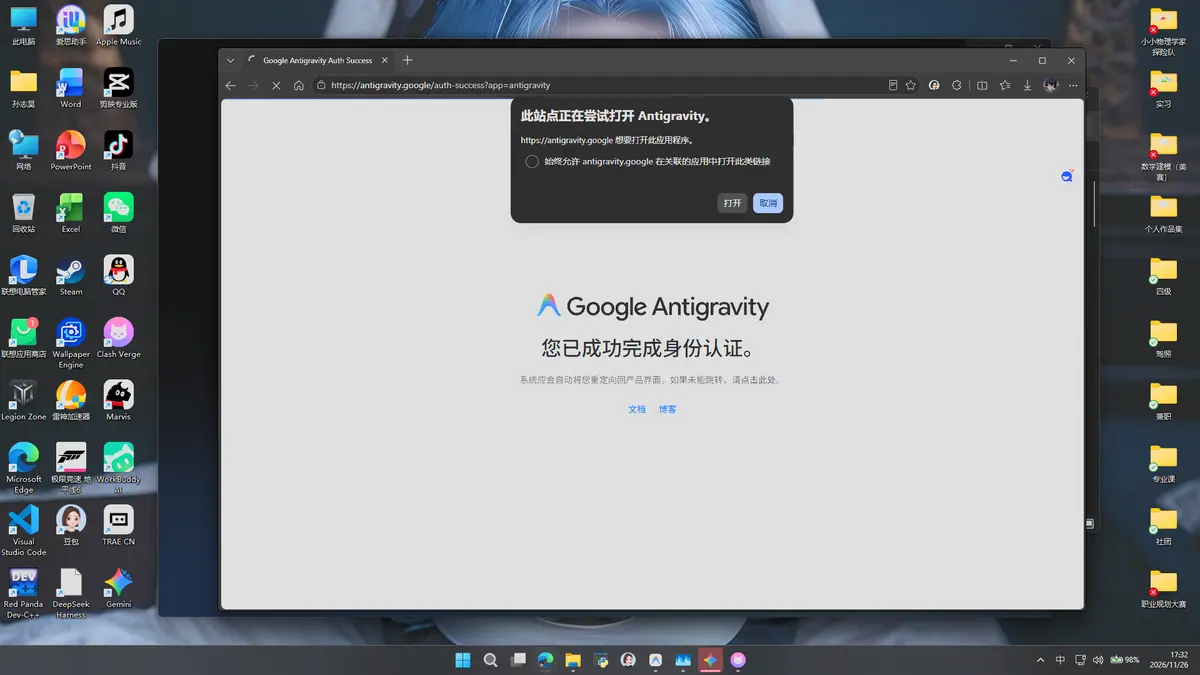 此电脑
爱思助手
Apple Music
孙志昊
Word
剪映专业版
网络
PowerPoint
抖音
回收站
Excel
微信
联想电脑管家
Steam
QQ
1
联想应用商店
Wallpaper
Engine
Clash Verge
Legion Zone
雷神加速器
Marvis
Microsoft
Edge
极限竞速 地
平线6
WorkBuddy
AI
Visual
Studio Code
豆包
TRAE CN
DEV
Red Panda
Dev-C++
DeepSeek
Harness
Gemini
Google Antigravity Auth Success
https://antigravity.google/auth-success?app=antigravity
此站点正在尝试打开 Antigravity。
https://antigravity.google 想要打开此应用程序。
始终允许 antigravity.google 在关联的应用中打开此类链接
打开
取消
Google Antigravity
您已成功完成身份认证。
系统应会自动将您重定向回产品界面。如果未能跳转，请点击此处。
文档 博客
小小物理学家
探险队
实习
数学建模（美
赛）
个人作品集
四级
驾照
兼职
专业课
社团
职业规划大赛
中
98%
17:32
2026/11/26